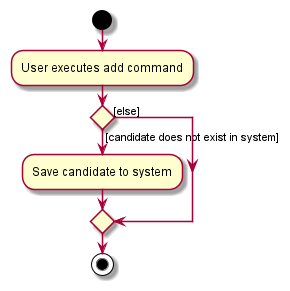 User executes add command
[else]
[candidate does not exist in system]
Save candidate to system